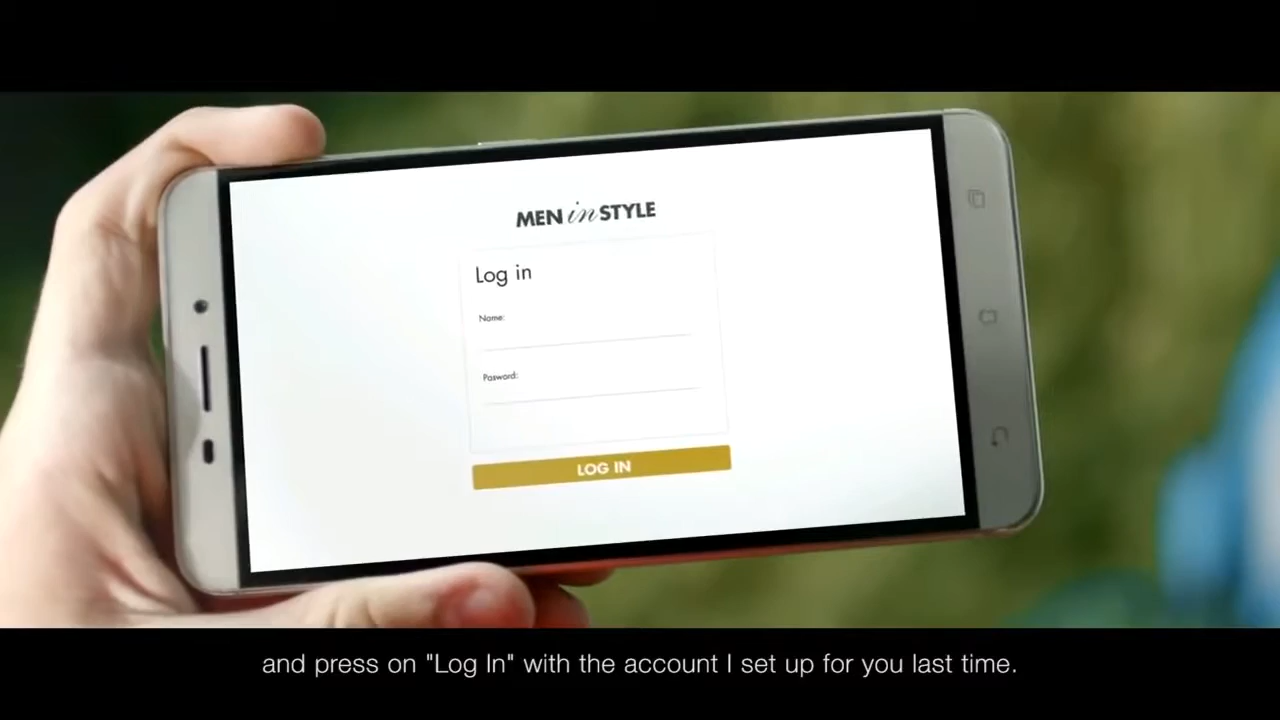 MEN in STYLE
Log in
Name:
Pasword:
LOG IN
and press on "Log In" with the account I set up for you last time.